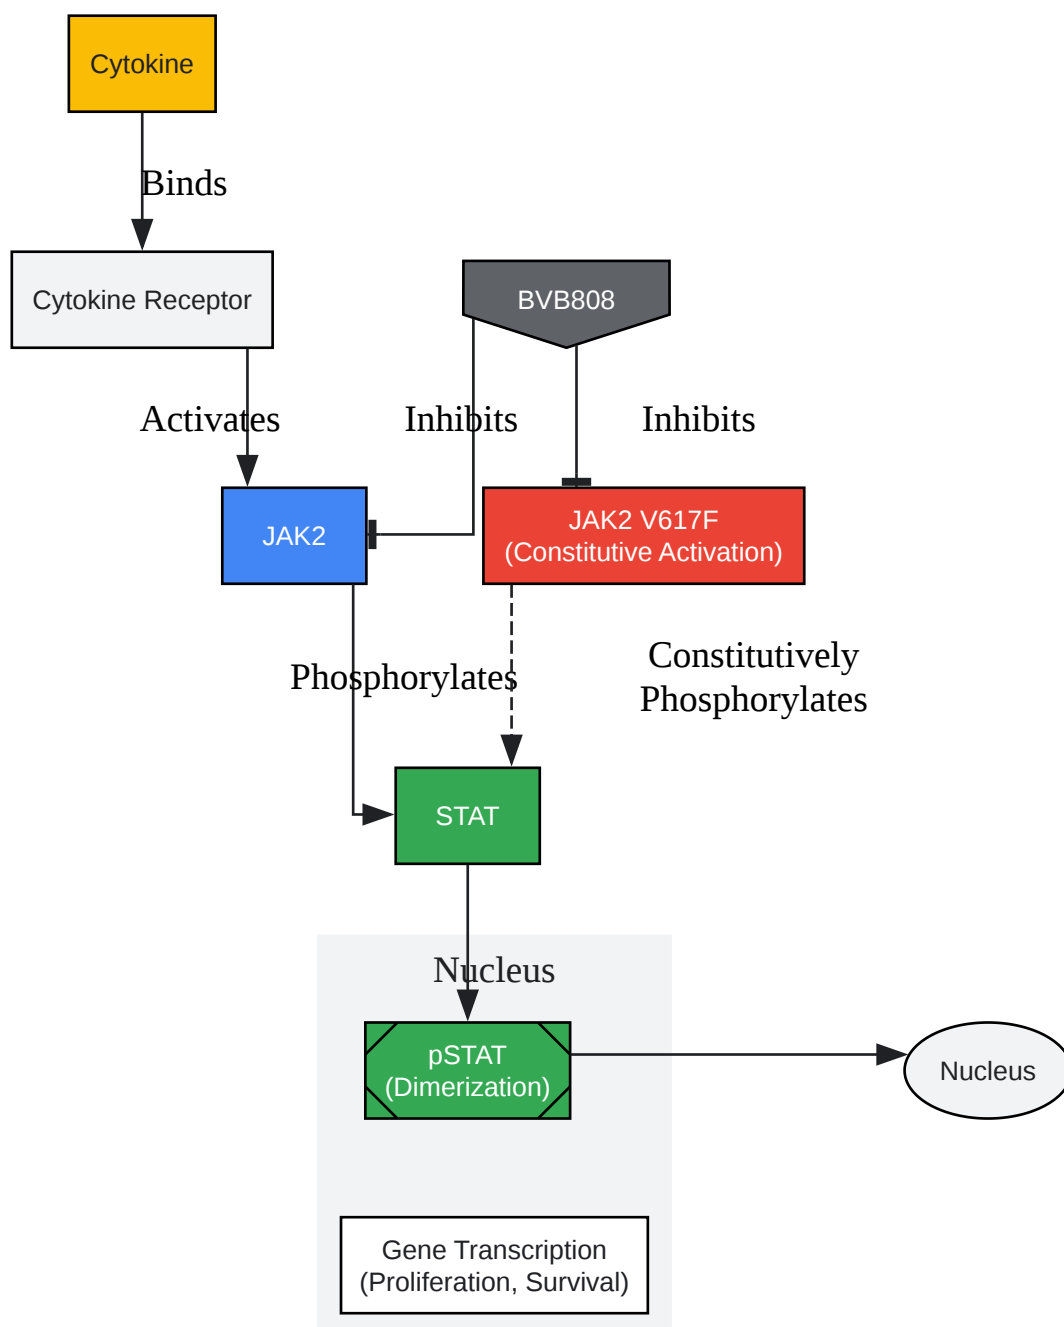 Cytokine
Binds
Cytokine Receptor
BVB808
Activates
Inhibits
Inhibits
JAK2
JAK2 V617F
(Constitutive Activation)
Phosphorylates
Constitutively
Phosphorylates
STAT
Nucleus
pSTAT
(Dimerization)
Nucleus
Gene Transcription
(Proliferation, Survival)